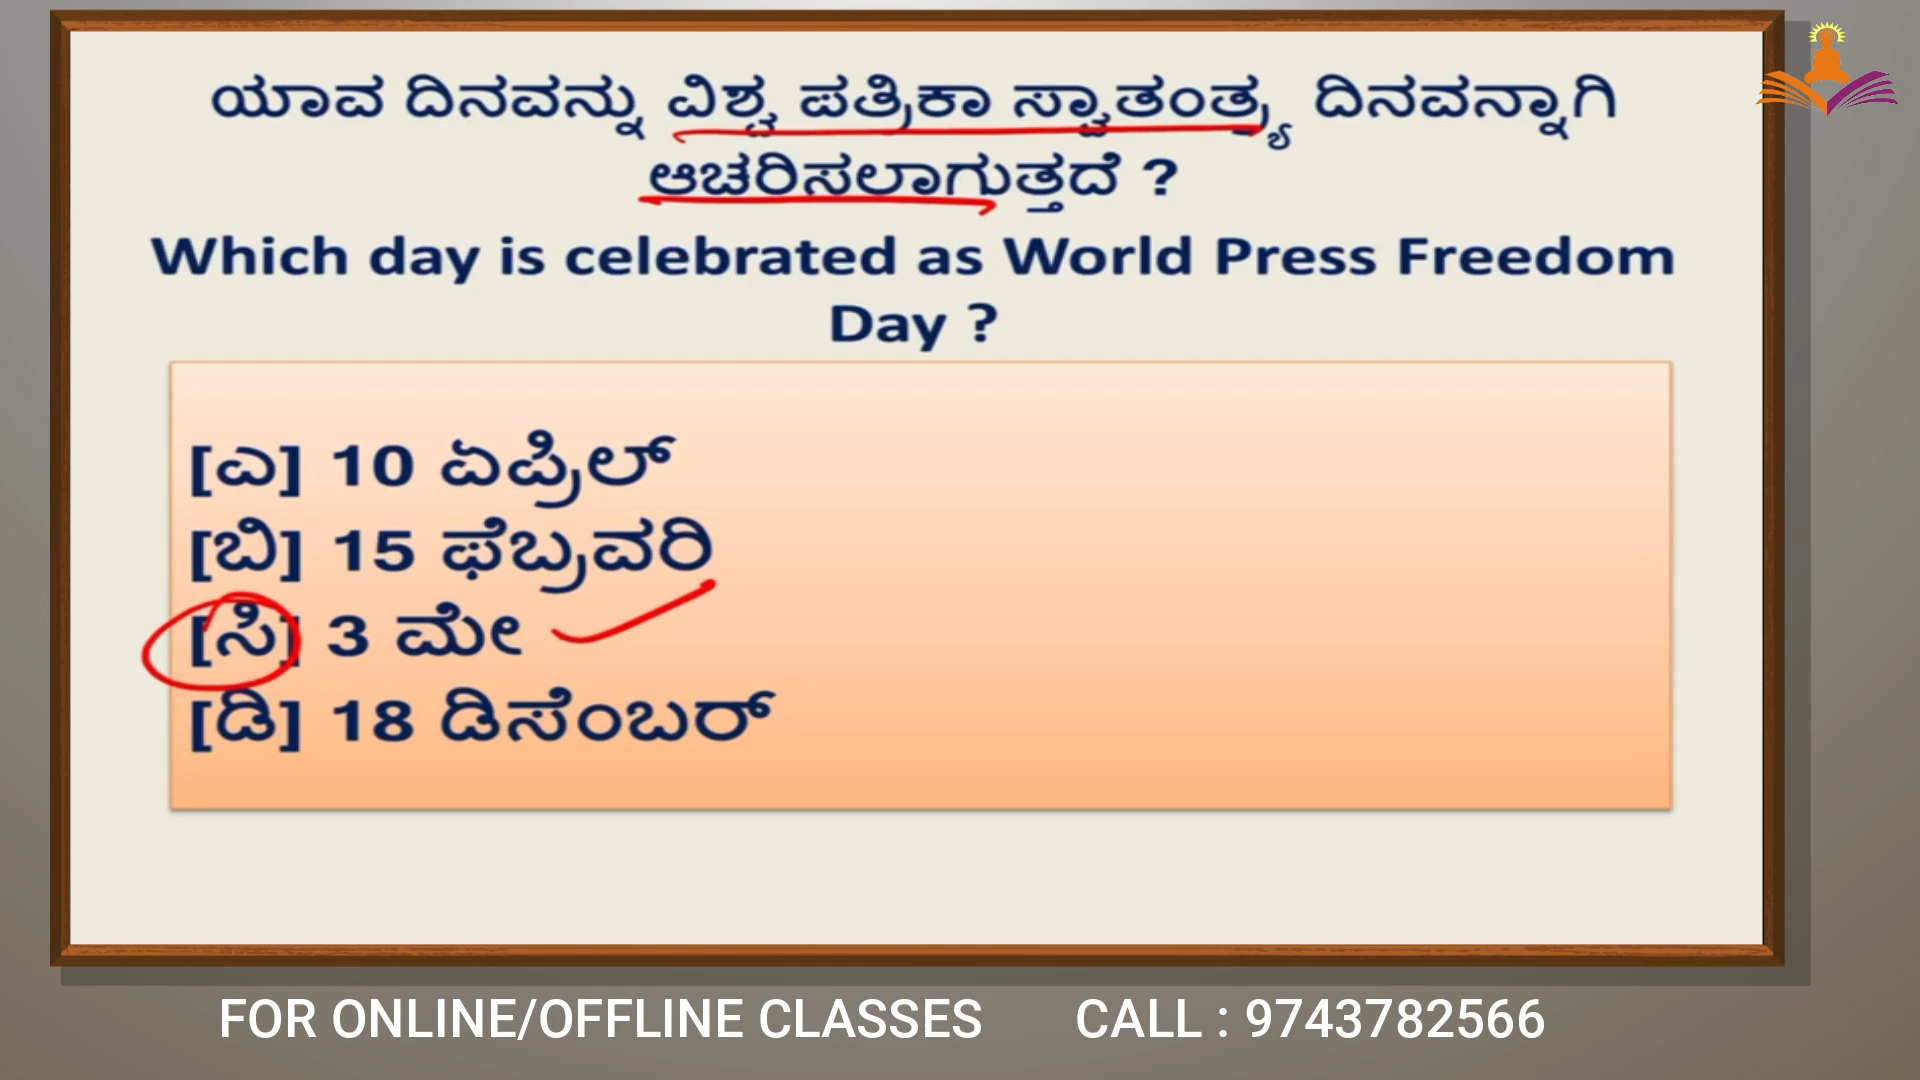 ಯಾವ ದಿನವನ್ನು ವಿಶ್ವ ಪತ್ರಿಕಾ ಸ್ವಾತಂತ್ರ್ಯ ದಿನವನ್ನಾಗಿ
ಆಚರಿಸಲಾಗುತ್ತದೆ ?
Which day is celebrated as World Press Freedom
Day ?
[ಎ] 10 ಏಪ್ರಿಲ್
[ಬಿ] 15 ಫೆಬ್ರವರಿ
[ಸಿ] 3 ಮೇ
[ಡಿ] 18 ಡಿಸೆಂಬರ್
FOR ONLINE/OFFLINE CLASSES CALL : 9743782566